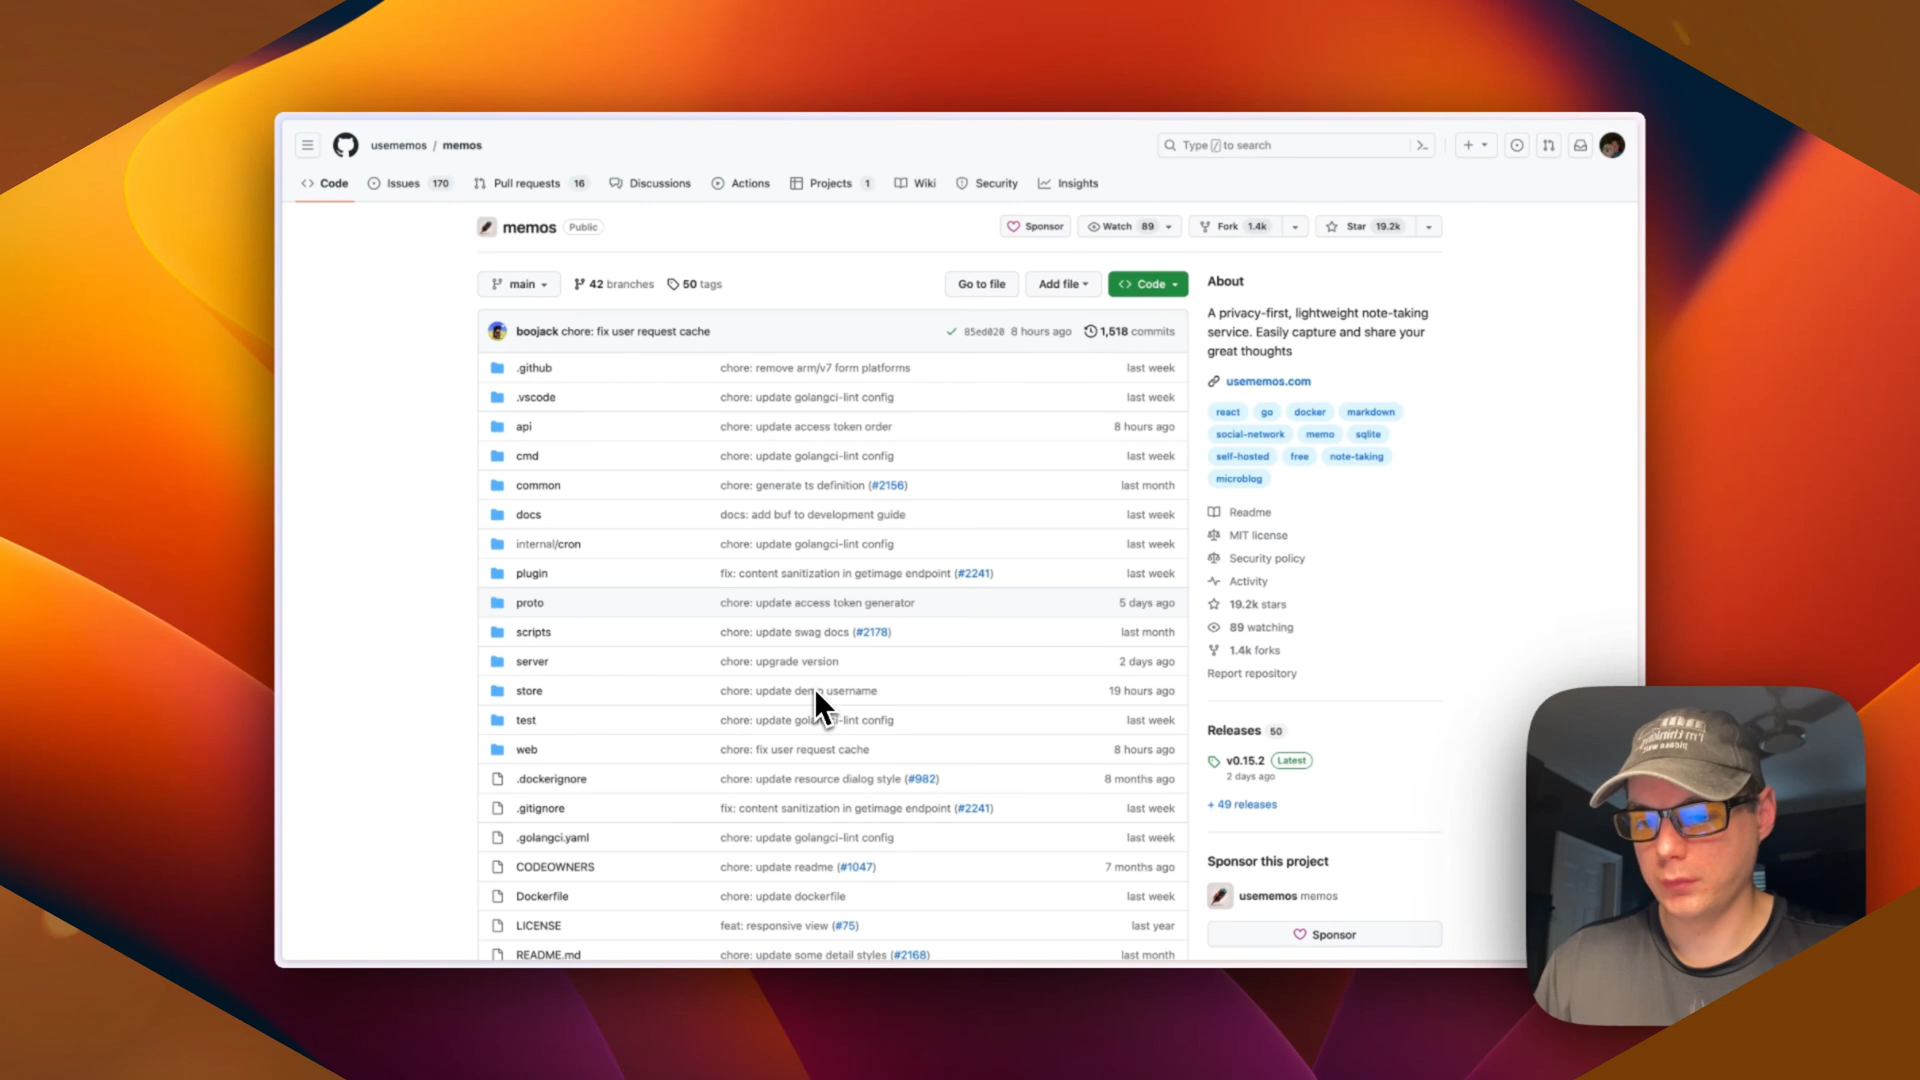 usememos / memos
Type / to search
Code Issues 170 Pull requests 16 Discussions Actions Projects 1 Wiki Security Insights
memos Public
Sponsor Watch 89 Fork 1.4k Star 19.2k
main 42 branches 50 tags Go to file Add file Code
boojack chore: fix user request cache 85ed020 8 hours ago 1,518 commits
.github chore: remove arm/v7 form platforms last week
.vscode chore: update golangci-lint config last week
api chore: update access token order 8 hours ago
cmd chore: update golangci-lint config last week
common chore: generate ts definition (#2156) last month
docs docs: add buf to development guide last week
internal/cron chore: update golangci-lint config last week
plugin fix: content sanitization in getimage endpoint (#2241) last week
proto chore: update access token generator 5 days ago
scripts chore: update swag docs (#2178) last month
server chore: upgrade version 2 days ago
store chore: update demo username 19 hours ago
test chore: update golangci-lint config last week
web chore: fix user request cache 8 hours ago
.dockerignore chore: update resource dialog style (#982) 8 months ago
.gitignore fix: content sanitization in getimage endpoint (#2241) last week
.golangci.yaml chore: update golangci-lint config last week
CODEOWNERS chore: update readme (#1047) 7 months ago
Dockerfile chore: update dockerfile last week
LICENSE feat: responsive view (#75) last year
README.md chore: update some detail styles (#2168) last month
About
A privacy-first, lightweight note-taking
service. Easily capture and share your
great thoughts
usememos.com
react go docker markdown
social-network memo sqlite
self-hosted free note-taking
microblog
Readme
MIT license
Security policy
Activity
19.2k stars
89 watching
1.4k forks
Report repository
Releases 50
v0.15.2 Latest
2 days ago
+ 49 releases
Sponsor this project
usememos memos
Sponsor